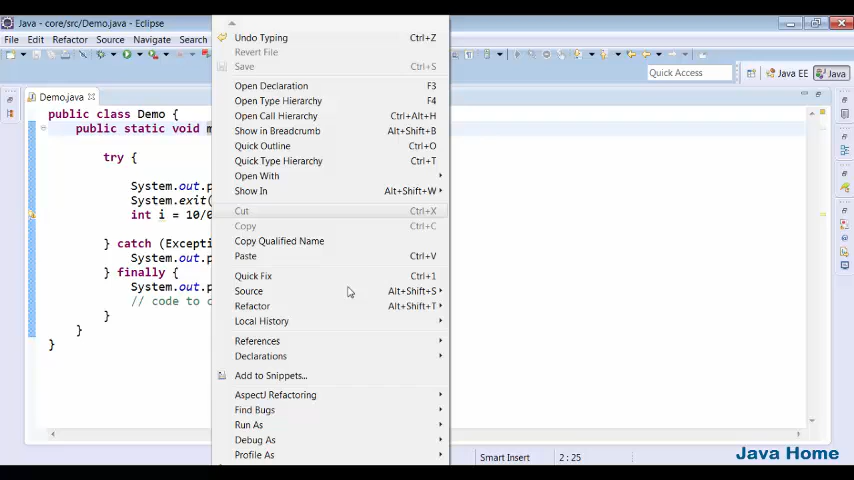 Java - core/src/Demo.java - Eclipse
File Edit Refactor Source Navigate Search
Quick Access Java EE Java
Demo.java
public class Demo {
public static void m
try {
System.out.p
System.exit(
int i = 10/0
} catch (Except
System.out.p
} finally {
System.out.p
// code to c
}
}
}
Undo Typing Ctrl+Z
Revert File
Save Ctrl+S
Open Declaration F3
Open Type Hierarchy F4
Open Call Hierarchy Ctrl+Alt+H
Show in Breadcrumb Alt+Shift+B
Quick Outline Ctrl+O
Quick Type Hierarchy Ctrl+T
Open With
Show In Alt+Shift+W
Cut Ctrl+X
Copy Ctrl+C
Copy Qualified Name
Paste Ctrl+V
Quick Fix Ctrl+1
Source Alt+Shift+S
Refactor Alt+Shift+T
Local History
References
Declarations
Add to Snippets...
AspectJ Refactoring
Find Bugs
Run As
Debug As
Profile As
Smart Insert 2 : 25
Java Home